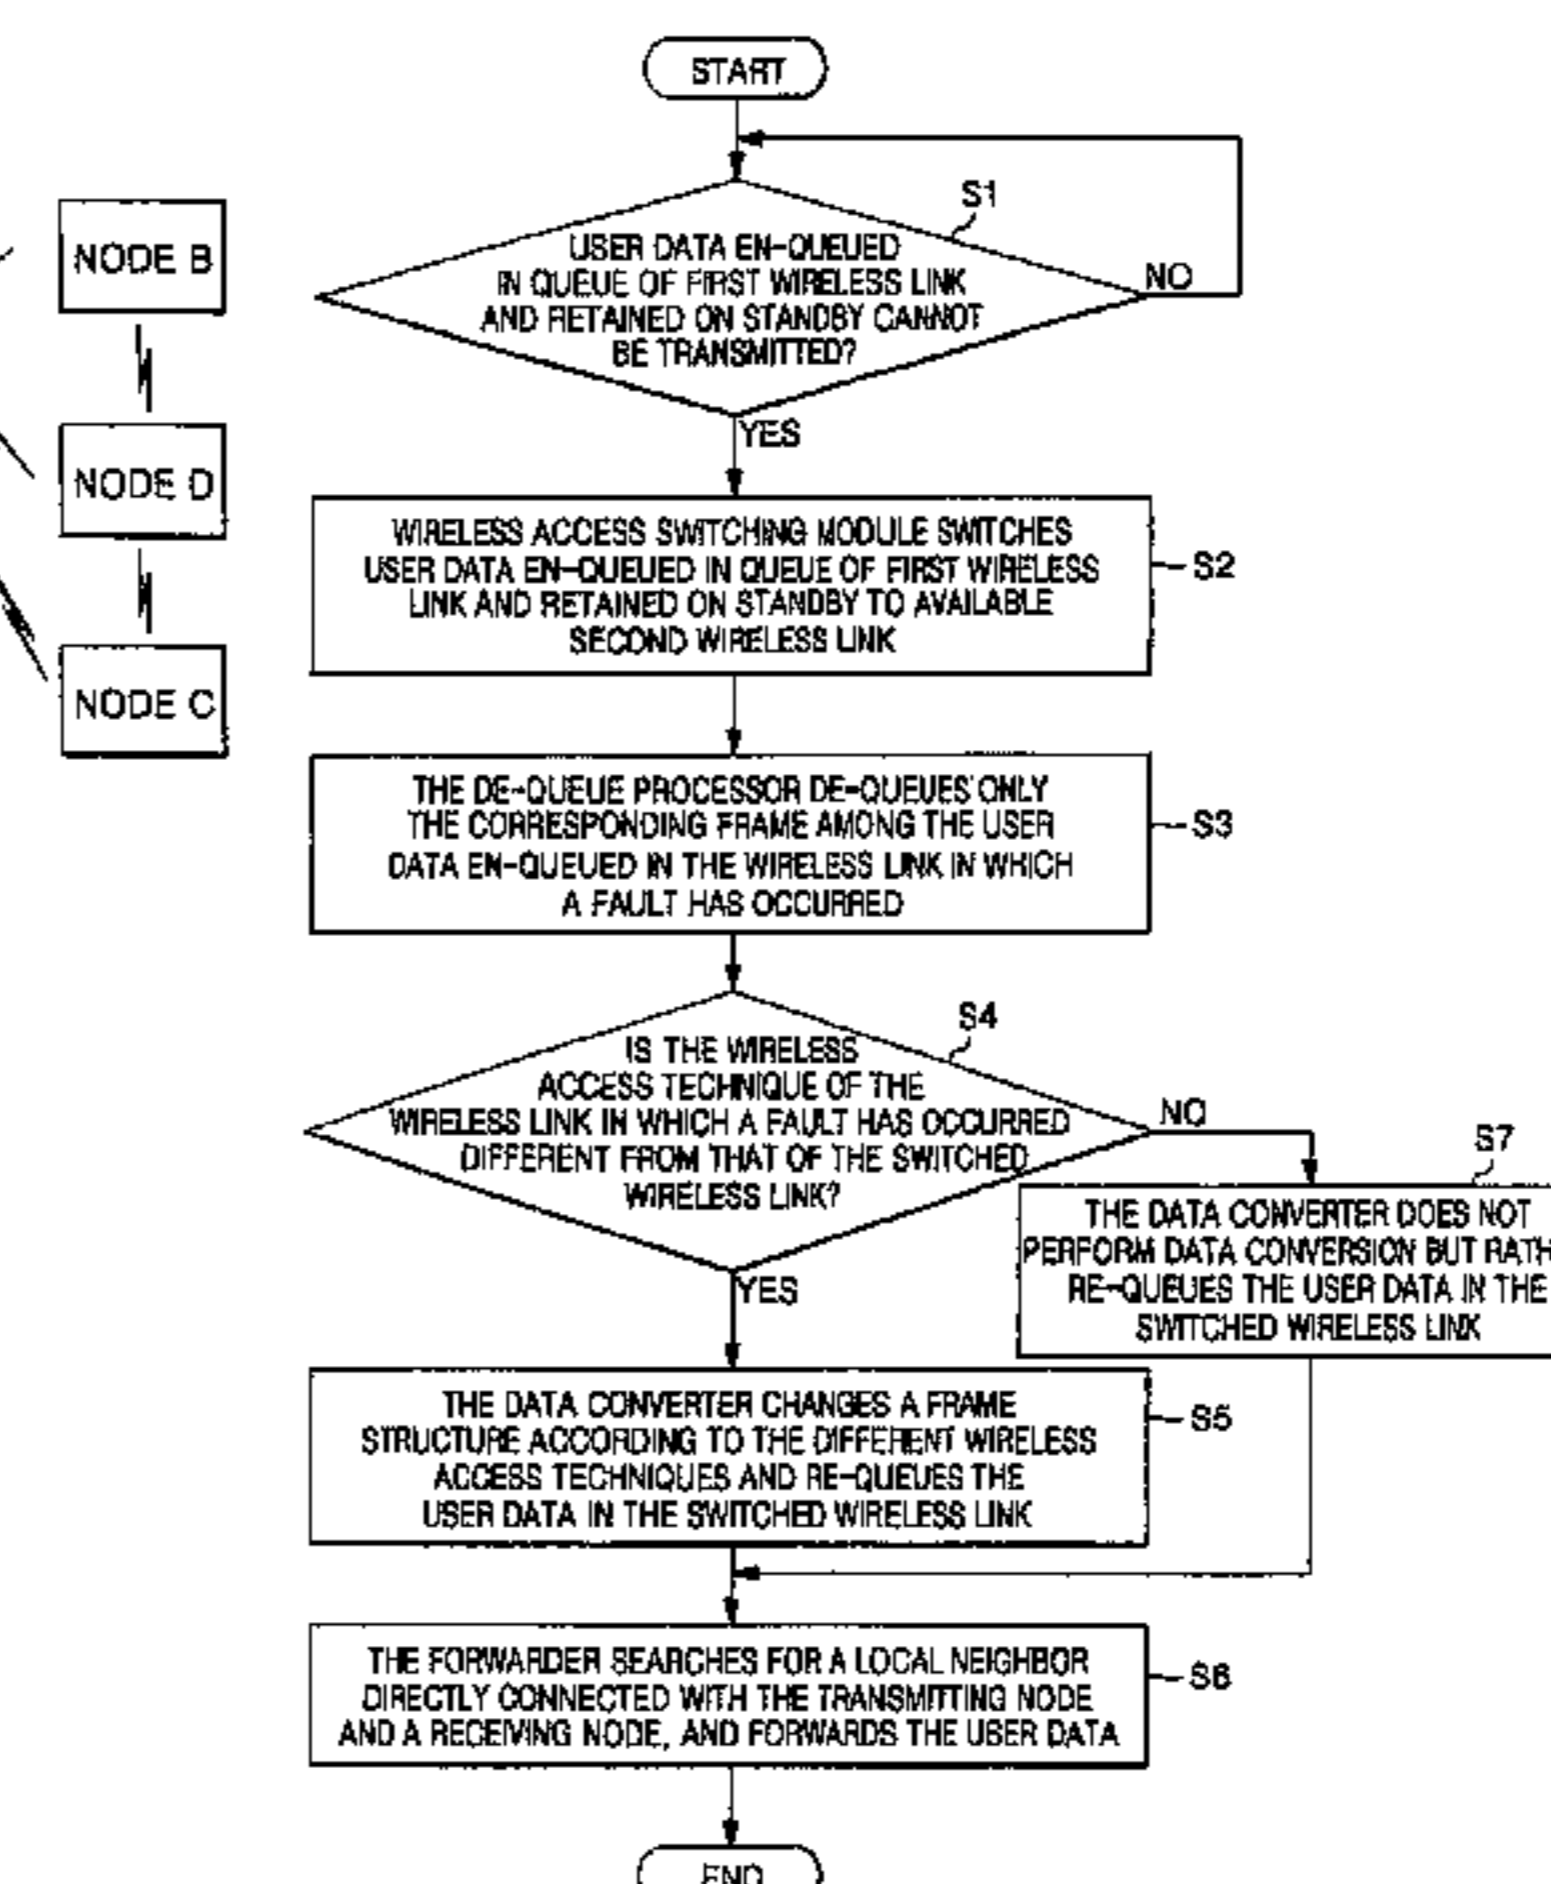 START
S1
USER DATA EN-QUEUED
IN QUEUE OF FIRST WIRELESS LINK
AND RETAINED ON STANDBY CANNOT
BE TRANSMITTED?
NO
YES
NODE B
NODE D
NODE C
WIRELESS ACCESS SWITCHING MODULE SWITCHES
USER DATA EN-QUEUED IN QUEUE OF FIRST WIRELESS
LINK AND RETAINED ON STANDBY TO AVAILABLE
SECOND WIRELESS LINK
S2
THE DE-QUEUE PROCESSOR DE-QUEUES ONLY
THE CORRESPONDING FRAME AMONG THE USER
DATA EN-QUEUED IN THE WIRELESS LINK IN WHICH
A FAULT HAS OCCURRED
S3
S4
IS THE WIRELESS
ACCESS TECHNIQUE OF THE
WIRELESS LINK IN WHICH A FAULT HAS OCCURRED
DIFFERENT FROM THAT OF THE SWITCHED
WIRELESS LINK?
NO
YES
S7
THE DATA CONVERTER DOES NOT
PERFORM DATA CONVERSION BUT RATH
RE-QUEUES THE USER DATA IN THE
SWITCHED WIRELESS LINK
THE DATA CONVERTER CHANGES A FRAME
STRUCTURE ACCORDING TO THE DIFFERENT WIRELESS
ACCESS TECHNIQUES AND RE-QUEUES THE
USER DATA IN THE SWITCHED WIRELESS LINK
S5
THE FORWARDER SEARCHES FOR A LOCAL NEIGHBOR
DIRECTLY CONNECTED WITH THE TRANSMITTING NODE
AND A RECEIVING NODE, AND FORWARDS THE USER DATA
S6
END